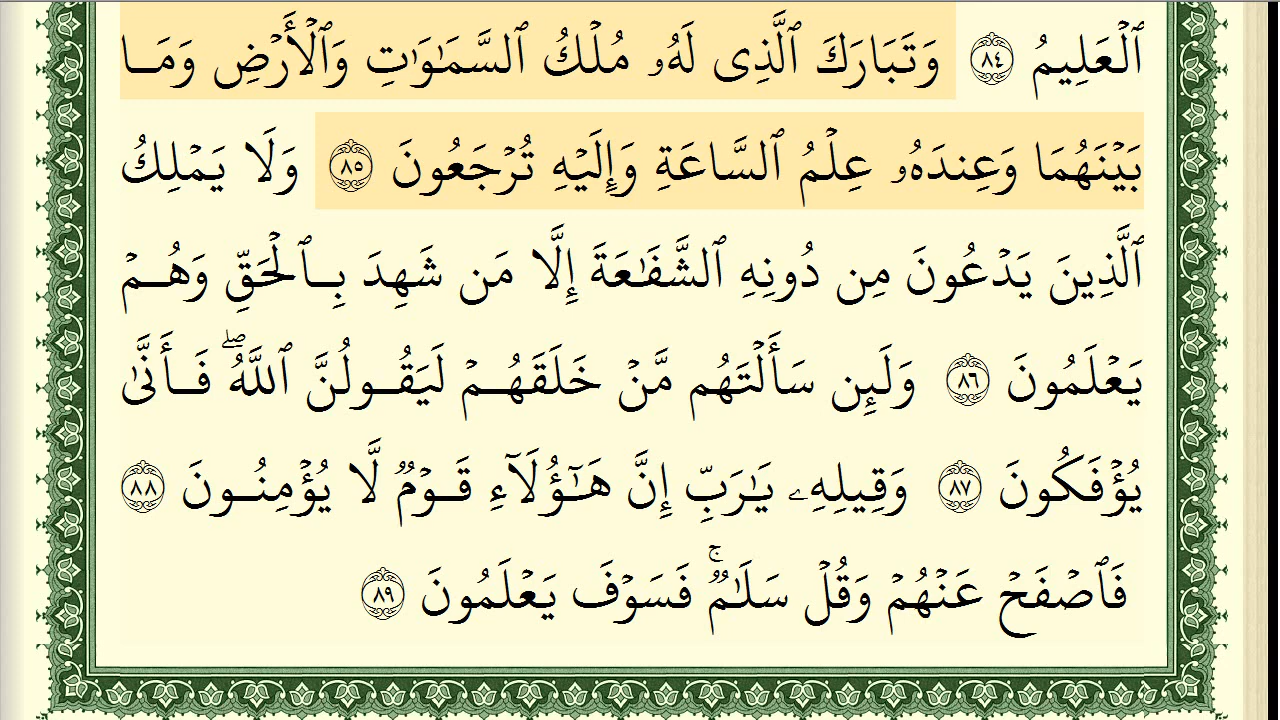 ٱلۡعَلِيمُ ٨٤ وَتَبَارَكَ ٱلَّذِى لَهُۥ مُلۡكُ ٱلسَّمَٰوَٰتِ وَٱلۡأَرۡضِ وَمَا
بَيۡنَهُمَا وَعِندَهُۥ عِلۡمُ ٱلسَّاعَةِ وَإِلَيۡهِ تُرۡجَعُونَ ٨٥ وَلَا يَمۡلِكُ
ٱلَّذِينَ يَدۡعُونَ مِن دُونِهِ ٱلشَّفَٰعَةَ إِلَّا مَن شَهِدَ بِٱلۡحَقِّ وَهُمۡ
يَعۡلَمُونَ ٨٦ وَلَئِن سَأَلۡتَهُم مَّنۡ خَلَقَهُمۡ لَيَقُولُنَّ ٱللَّهُۖ فَأَنَّىٰ
يُؤۡفَكُونَ ٨٧ وَقِيلِهِۦ يَٰرَبِّ إِنَّ هَٰٓؤُلَآءِ قَوۡمٞ لَّا يُؤۡمِنُونَ ٨٨
فَٱصۡفَحۡ عَنۡهُمۡ وَقُلۡ سَلَٰمٞۚ فَسَوۡفَ يَعۡلَمُونَ ٨٩